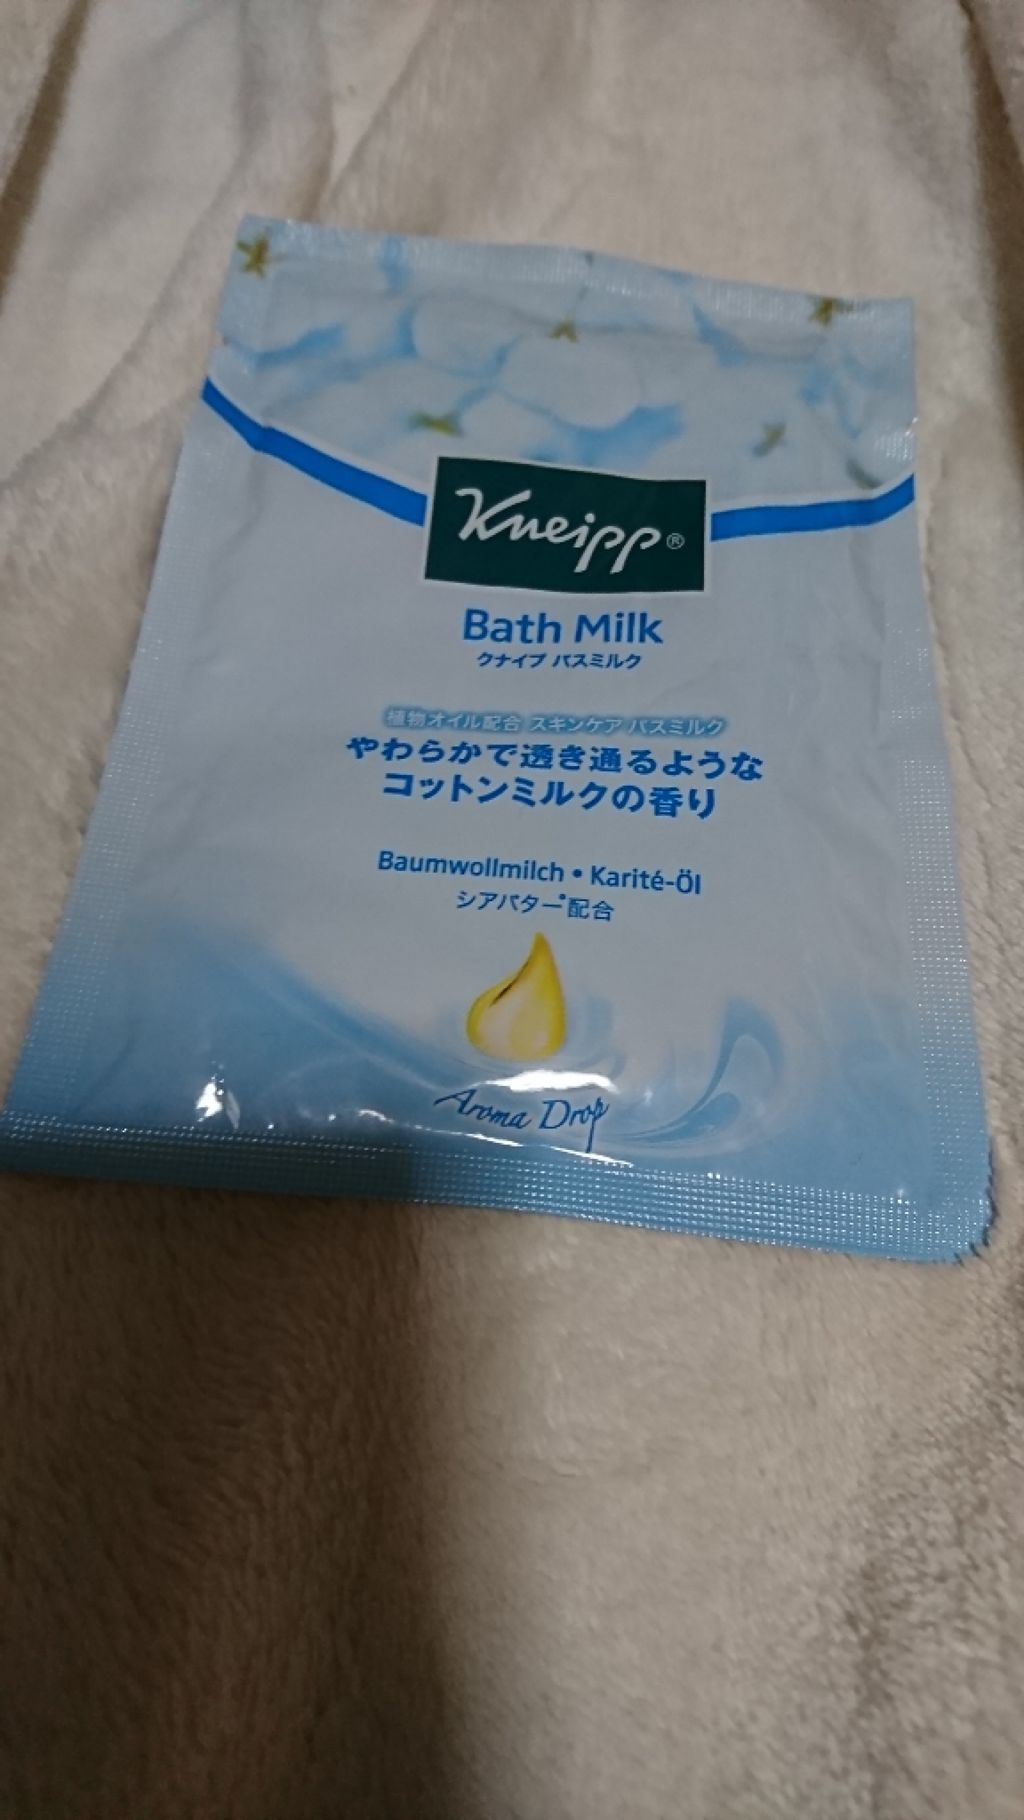 Kneipp®
Bath Milk
クナイプ バスミルク
植物オイル配合 スキンケア バスミルク
やわらかで透き通るような
コットンミルクの香り
Baumwollmilch • Karité-Öl
シアバター*配合
Aroma Drop